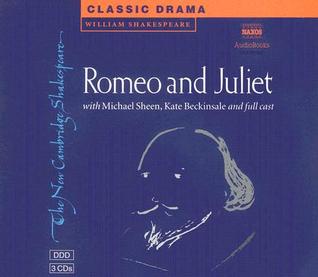 CLASSIC DRAMA
WILLIAM SHAKESPEARE
NAXOS
AudioBooks
Romeo and Juliet
with Michael Sheen, Kate Beckinsale and full cast
The New Cambridge Shakespeare
DDD
3 CDs